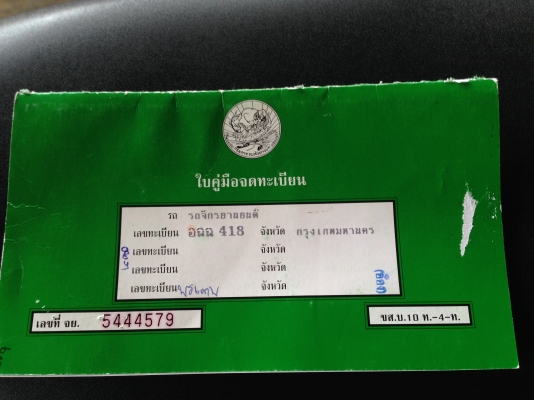 ใบคู่มือจดทะเบียน
รถ รถจักรยานยนต์
เลขทะเบียน อฉฉ 418 จังหวัด กรุงเทพมหานคร
เลขทะเบียน จังหวัด
เลขทะเบียน จังหวัด
เลขทะเบียน จังหวัด
เลขที่ จย. 5444579
ขส.บ.10 ท.-4-ห.